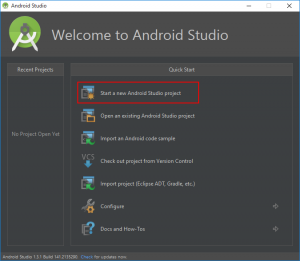 Android Studio
Welcome to Android Studio
Recent Projects
No Project Open Yet
Quick Start
Start a new Android Studio project
Open an existing Android Studio project
Import an Android code sample
VCS
Check out project from Version Control
Import project (Eclipse ADT, Gradle, etc.)
Configure
Docs and How-Tos
Android Studio 1.3.1 Build 141.2135290. Check for updates now.